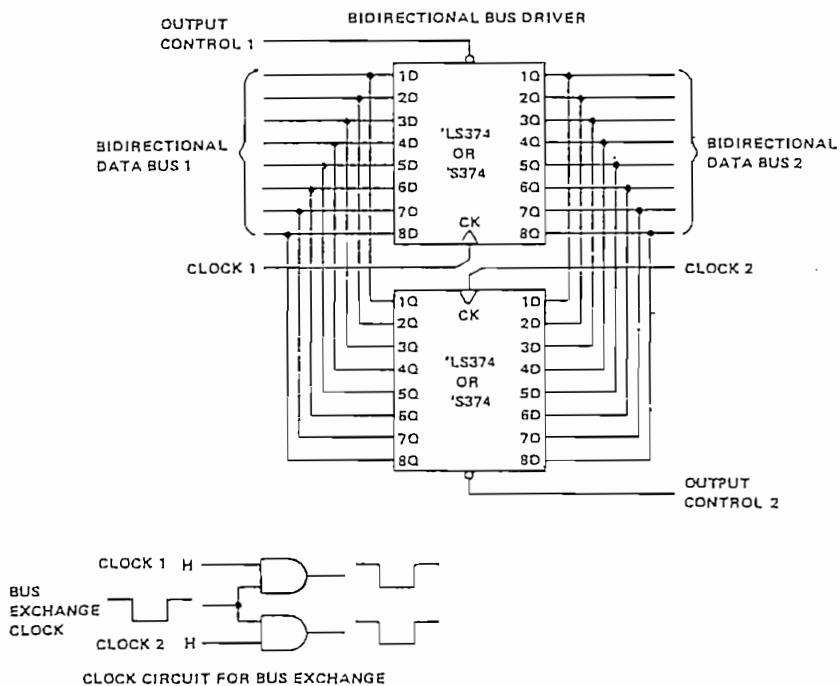 BIDIRECTIONAL BUS DRIVER
OUTPUT
CONTROL 1
1D
2D
3D
4D
5D
6D
7D
8D
'LS374
OR
'S374
CK
1Q
2Q
3Q
4Q
5Q
6Q
7Q
8Q
BIDIRECTIONAL
DATA BUS 1
BIDIRECTIONAL
DATA BUS 2
CLOCK 1
CLOCK 2
1Q
2Q
3Q
4Q
5Q
6Q
7Q
8Q
CK
'LS374
OR
'S374
1D
2D
3D
4D
5D
6D
7D
8D
OUTPUT
CONTROL 2
CLOCK 1 H
BUS
EXCHANGE
CLOCK
CLOCK 2 H
CLOCK CIRCUIT FOR BUS EXCHANGE